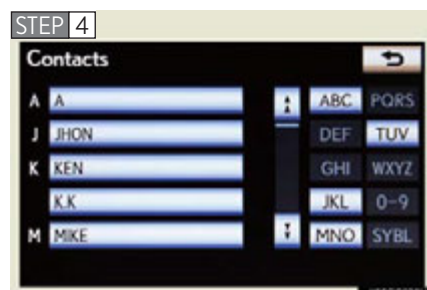 STEP 4
Contacts
A A ABC PQRS
J JHON DEF TUV
K KEN GHI WXYZ
K.K JKL 0-9
M MIKE MNO SYBL